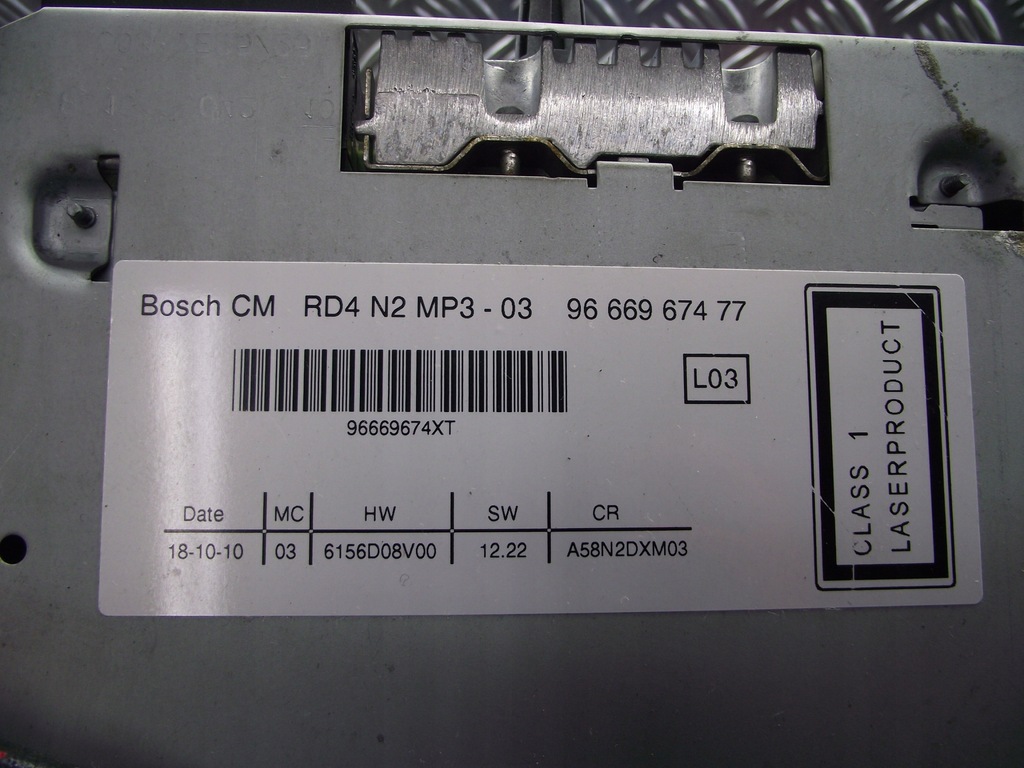 Bosch CM RD4 N2 MP3 - 03 96 669 674 77
96669674XT
L03
Date MC HW SW CR
18-10-10 03 6156D08V00 12.22 A58N2DXM03
CLASS 1
LASERPRODUCT